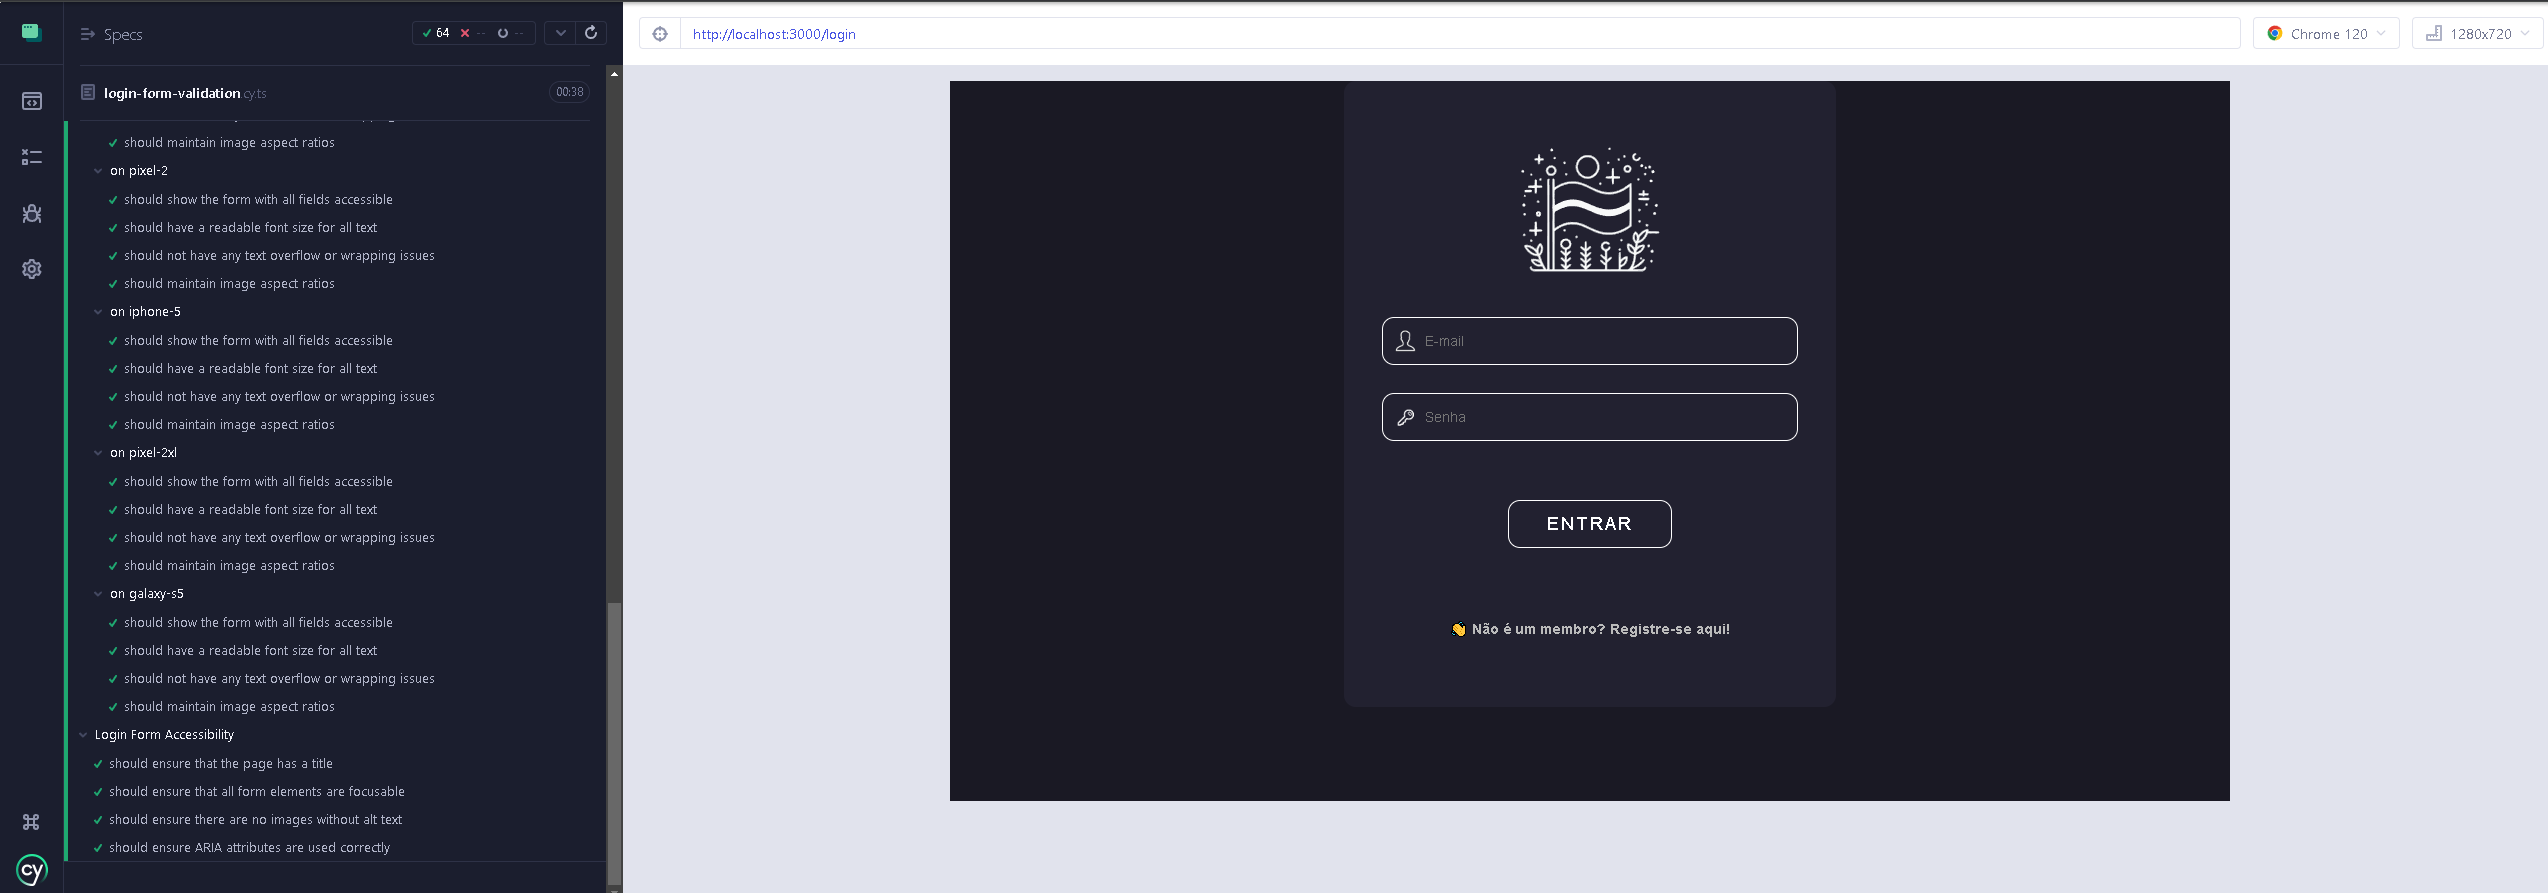 Specs
64 -- --
http://localhost:3000/login
Chrome 120
1280x720
login-form-validation.cy.ts
00:38
should maintain image aspect ratios
on pixel-2
should show the form with all fields accessible
should have a readable font size for all text
should not have any text overflow or wrapping issues
should maintain image aspect ratios
on iphone-5
should show the form with all fields accessible
should have a readable font size for all text
should not have any text overflow or wrapping issues
should maintain image aspect ratios
on pixel-2xl
should show the form with all fields accessible
should have a readable font size for all text
should not have any text overflow or wrapping issues
should maintain image aspect ratios
on galaxy-s5
should show the form with all fields accessible
should have a readable font size for all text
should not have any text overflow or wrapping issues
should maintain image aspect ratios
Login Form Accessibility
should ensure that the page has a title
should ensure that all form elements are focusable
should ensure there are no images without alt text
should ensure ARIA attributes are used correctly
cy
E-mail
Senha
ENTRAR
👏 Não é um membro? Registre-se aqui!